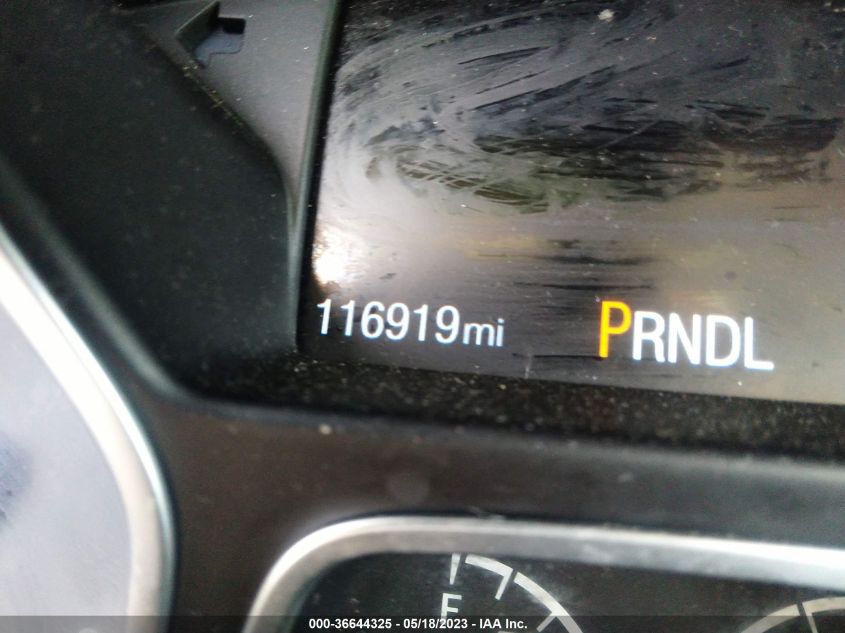 116919mi PRNDL
F
000-36644325 / 05/18/2023 - IAA Inc.